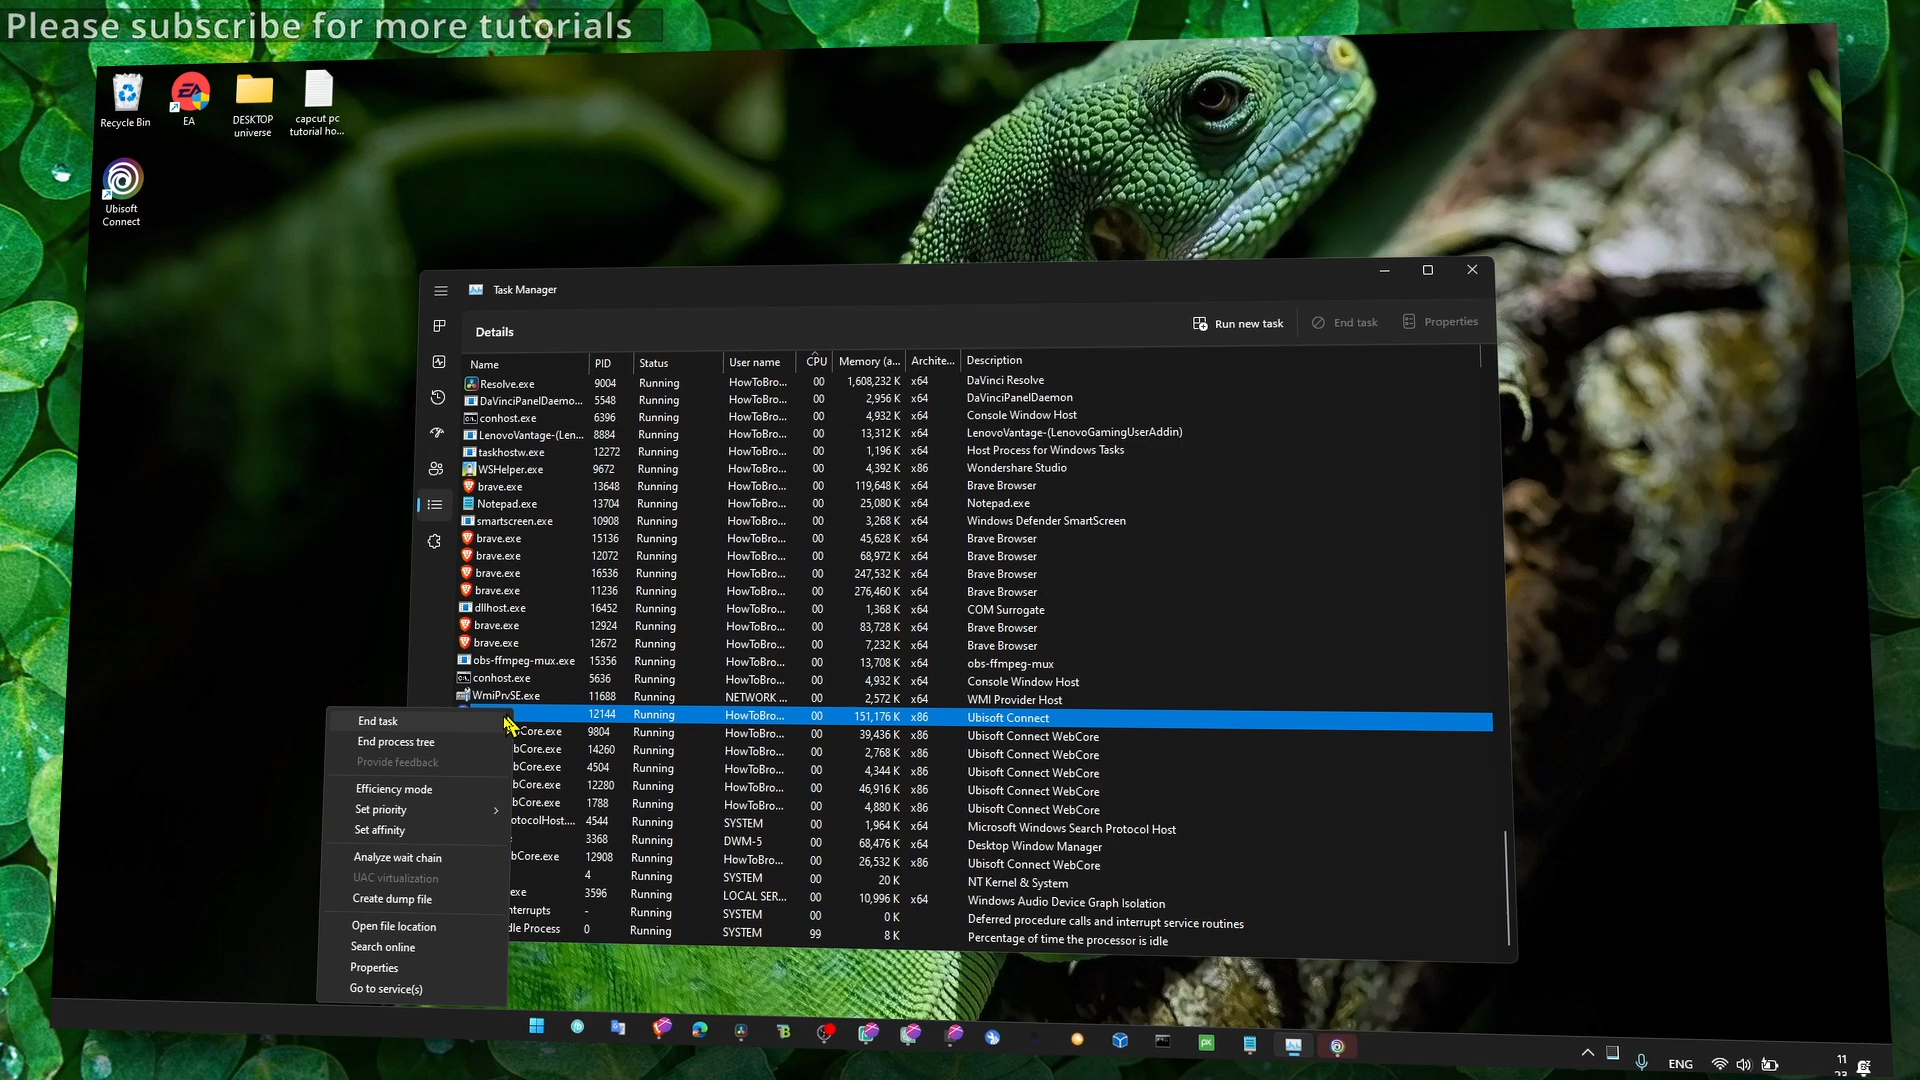 Please subscribe for more tutorials
Recycle Bin
EA
DESKTOP
universe
capcut pc
tutorial ho...
Ubisoft
Connect
Task Manager
Details
Run new task
End task
Properties
Name PID Status User name CPU Memory (a... Archite... Description
Resolve.exe 9004 Running HowToBro... 00 1,608,232 K x64 DaVinci Resolve
DaVinciPanelDaemo... 5548 Running HowToBro... 00 2,956 K x64 DaVinciPanelDaemon
conhost.exe 6396 Running HowToBro... 00 4,932 K x64 Console Window Host
LenovoVantage-(Len... 8884 Running HowToBro... 00 13,312 K x64 LenovoVantage-(LenovoGamingUserAddin)
taskhostw.exe 12272 Running HowToBro... 00 1,196 K x64 Host Process for Windows Tasks
WSHelper.exe 9672 Running HowToBro... 00 4,392 K x86 Wondershare Studio
brave.exe 13648 Running HowToBro... 00 119,648 K x64 Brave Browser
Notepad.exe 13704 Running HowToBro... 00 25,080 K x64 Notepad.exe
smartscreen.exe 10908 Running HowToBro... 00 3,268 K x64 Windows Defender SmartScreen
brave.exe 15136 Running HowToBro... 00 45,628 K x64 Brave Browser
brave.exe 12072 Running HowToBro... 00 68,972 K x64 Brave Browser
brave.exe 16536 Running HowToBro... 00 247,532 K x64 Brave Browser
brave.exe 11236 Running HowToBro... 00 276,460 K x64 Brave Browser
dllhost.exe 16452 Running HowToBro... 00 1,368 K x64 COM Surrogate
brave.exe 12924 Running HowToBro... 00 83,728 K x64 Brave Browser
brave.exe 12672 Running HowToBro... 00 7,232 K x64 Brave Browser
obs-ffmpeg-mux.exe 15356 Running HowToBro... 00 13,708 K x64 obs-ffmpeg-mux
conhost.exe 5636 Running HowToBro... 00 4,932 K x64 Console Window Host
WmiPrvSE.exe 11688 Running NETWORK ... 00 2,572 K x64 WMI Provider Host
12144 Running HowToBro... 00 151,176 K x86 Ubisoft Connect
bCore.exe 9804 Running HowToBro... 00 39,436 K x86 Ubisoft Connect WebCore
bCore.exe 14260 Running HowToBro... 00 2,768 K x86 Ubisoft Connect WebCore
bCore.exe 4504 Running HowToBro... 00 4,344 K x86 Ubisoft Connect WebCore
bCore.exe 12280 Running HowToBro... 00 46,916 K x86 Ubisoft Connect WebCore
bCore.exe 1788 Running HowToBro... 00 4,880 K x86 Ubisoft Connect WebCore
otocolHost.... 4544 Running SYSTEM 00 1,964 K x64 Microsoft Windows Search Protocol Host
3368 Running DWM-5 00 68,476 K x64 Desktop Window Manager
bCore.exe 12908 Running HowToBro... 00 26,532 K x86 Ubisoft Connect WebCore
4 Running SYSTEM 00 20 K NT Kernel & System
exe 3596 Running LOCAL SER... 00 10,996 K x64 Windows Audio Device Graph Isolation
nterrupts - Running SYSTEM 00 0 K Deferred procedure calls and interrupt service routines
dle Process 0 Running SYSTEM 99 8 K Percentage of time the processor is idle
End task
End process tree
Provide feedback
Efficiency mode
Set priority
Set affinity
Analyze wait chain
UAC virtualization
Create dump file
Open file location
Search online
Properties
Go to service(s)
ENG
11